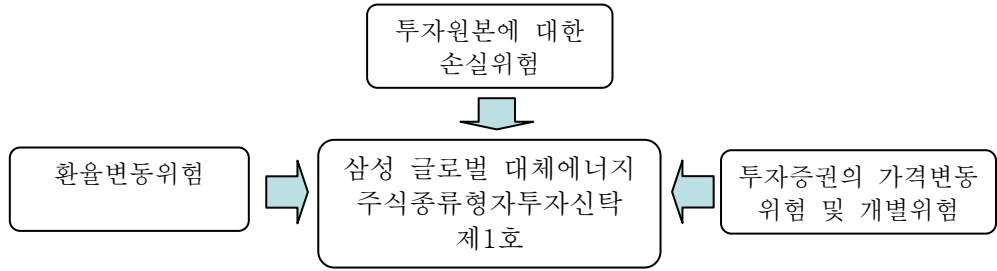 투자원본에 대한
손실위험
환율변동위험
삼성 글로벌 대체에너지
주식종류형자투자신탁
제1호
투자증권의 가격변동
위험 및 개별위험